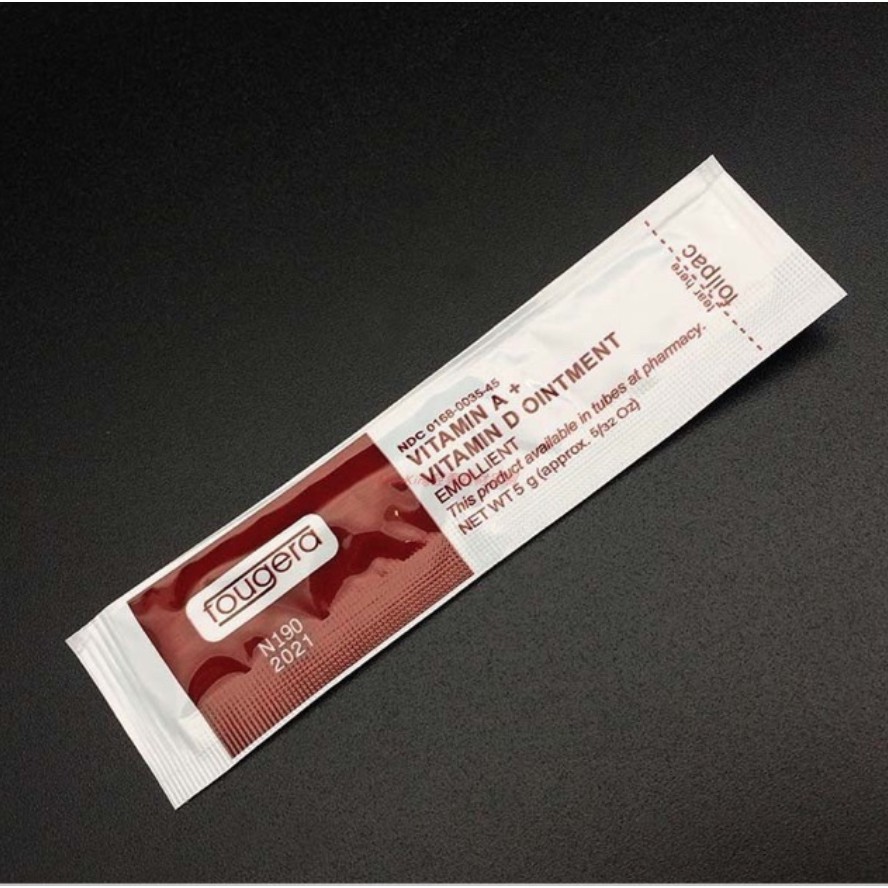 foilpac
Tear here
NDC 0168-0035-45
VITAMIN A +
VITAMIN D OINTMENT
EMOLLIENT
This product available in tubes at pharmacy.
NET WT 5 g (approx. 5/32 Oz)
fougera
N190
2021